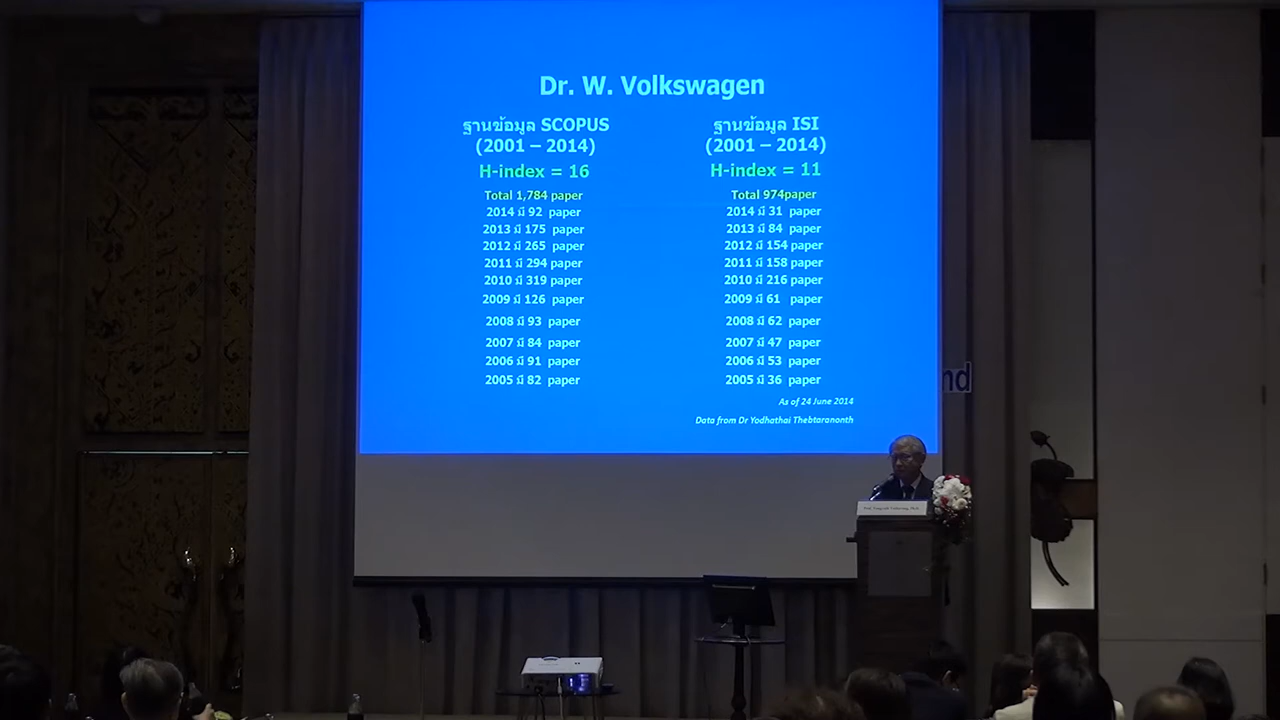 Dr. W. Volkswagen
ฐานข้อมูล SCOPUS
(2001 – 2014)
H-index = 16
Total 1,784 paper
2014 มี 92 paper
2013 มี 175 paper
2012 มี 265 paper
2011 มี 294 paper
2010 มี 319 paper
2009 มี 126 paper
2008 มี 93 paper
2007 มี 84 paper
2006 มี 91 paper
2005 มี 82 paper
ฐานข้อมูล ISI
(2001 – 2014)
H-index = 11
Total 974paper
2014 มี 31 paper
2013 มี 84 paper
2012 มี 154 paper
2011 มี 158 paper
2010 มี 216 paper
2009 มี 61 paper
2008 มี 62 paper
2007 มี 47 paper
2006 มี 53 paper
2005 มี 36 paper
As of 24 June 2014
Data from Dr Yodhathai Thebtaranonth
nd